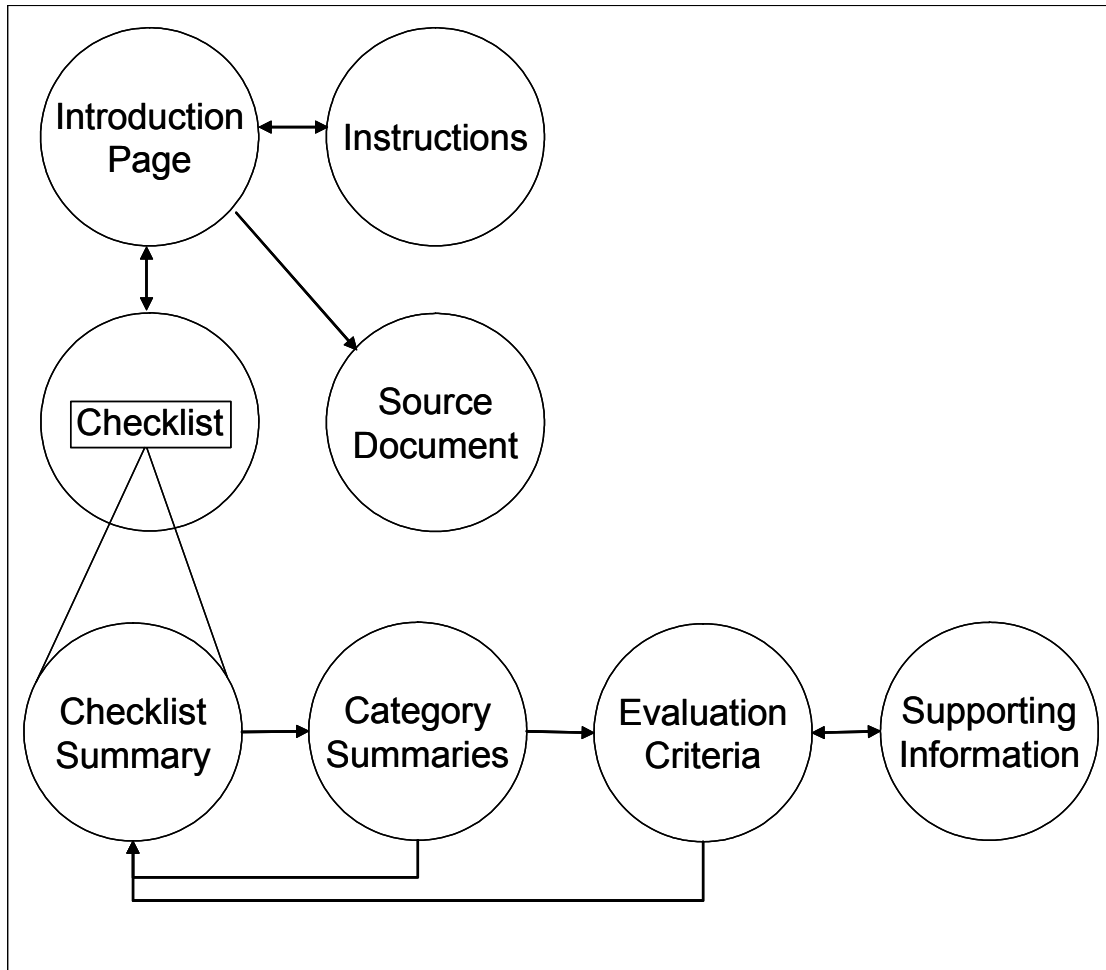 Introduction
Page
Instructions
Checklist
Source
Document
Checklist
Summary
Category
Summaries
Evaluation
Criteria
Supporting
Information